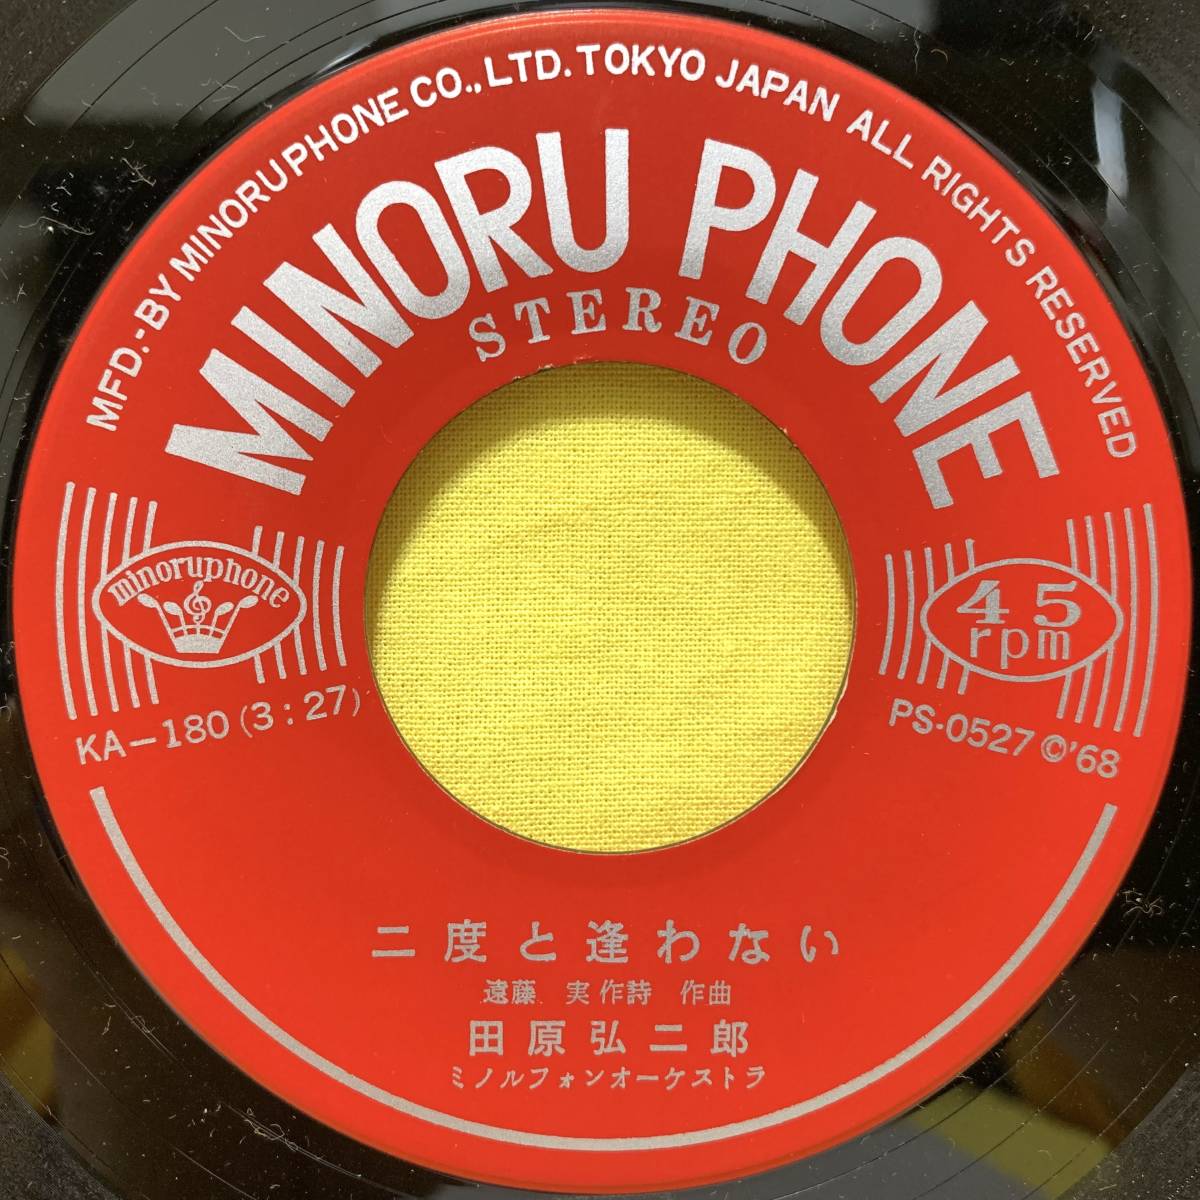 MFD.-BY MINORUPHONE CO., LTD. TOKYO JAPAN ALL RIGHTS RESERVED
MINORU PHONE
STEREO
minoruphone
45
rpm
KA-180 (3:27)
PS-0527 ©'68
二度と逢わない
遠藤 実 作詩 作曲
田原弘二郎
ミノルフォンオーケストラ